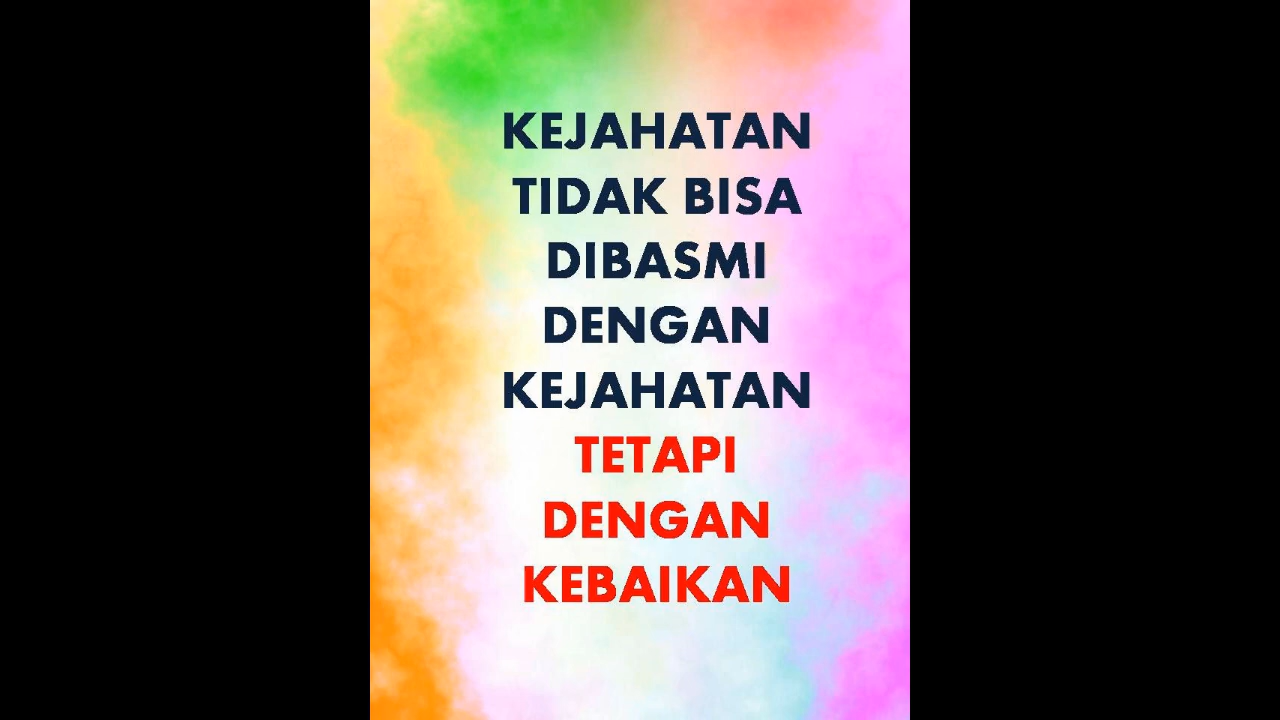 KEJAHATAN
TIDAK BISA
DIBASMI
DENGAN
KEJAHATAN
TETAPI
DENGAN
KEBAIKAN